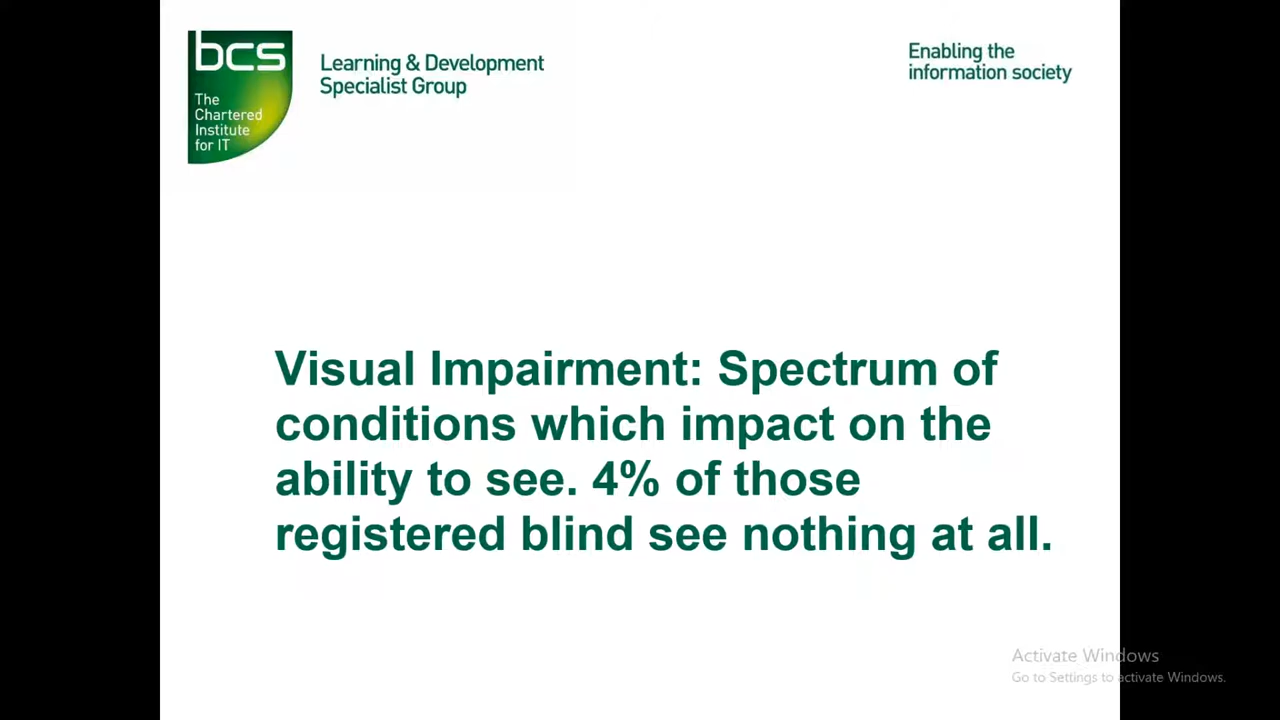 bcs
The
Chartered
Institute
for IT
Learning & Development
Specialist Group
Enabling the
information society
Visual Impairment: Spectrum of
conditions which impact on the
ability to see. 4% of those
registered blind see nothing at all.
Activate Windows
Go to Settings to activate Windows.